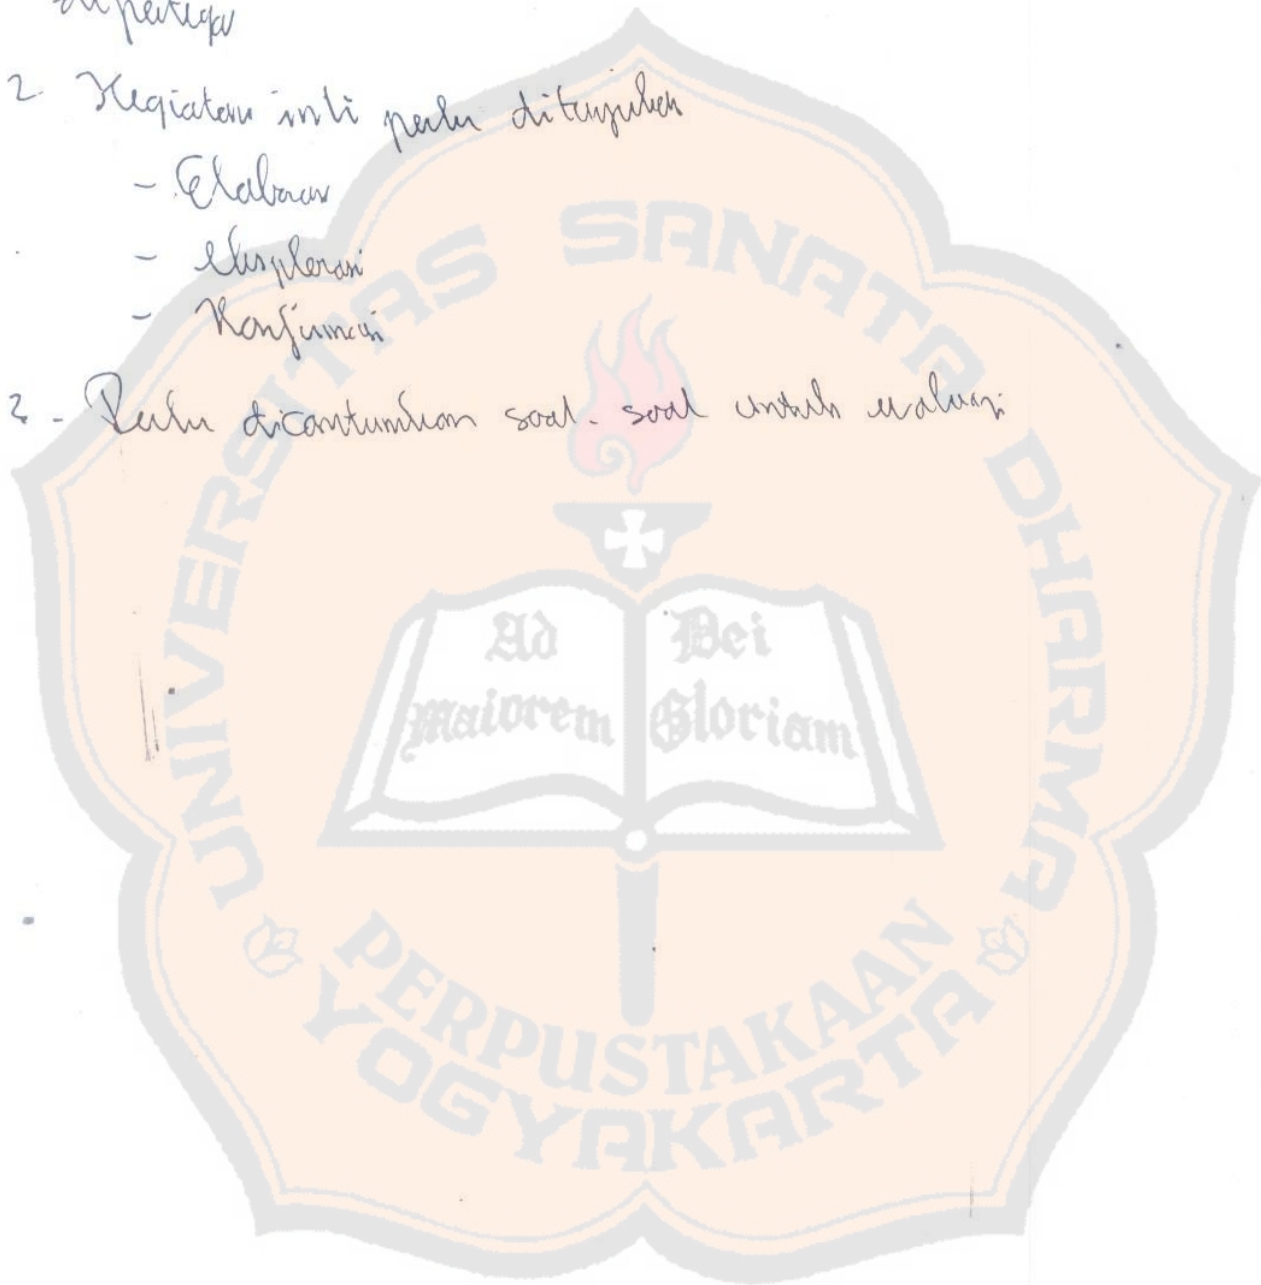 2. Kegiatan inti perlu ditunjukkan
- Elaborasi
- eksplorasi
- Konfirmasi
3 - Perlu dicantumkan soal-soal untuk evaluasi
UNIVERSITAS SANATA DHARMA
Ad Dei
maiorem Gloriam
PERPUSTAKAAN
YOGYAKARTA